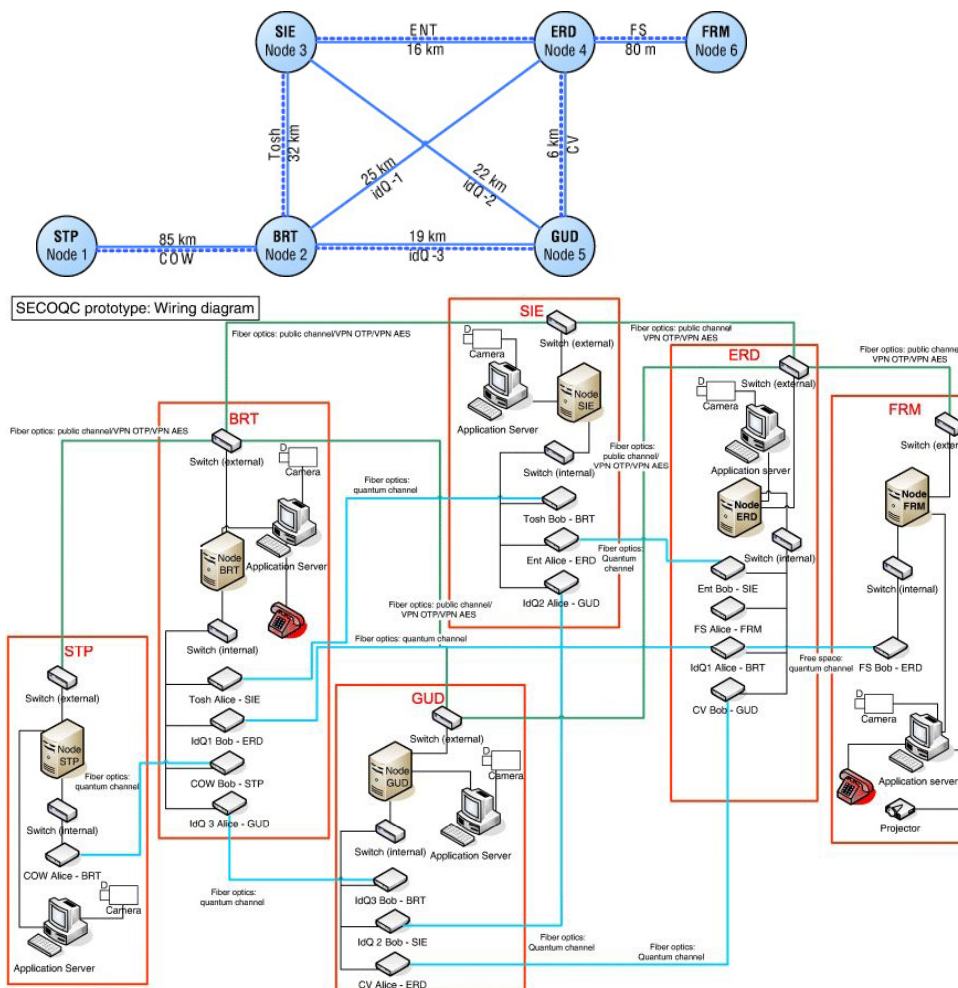 SIE
Node 3
ENT
16 km
ERD
Node 4
FS
80 m
FRM
Node 6
Tosh
32 km
25 km
idQ-1
22 km
idQ-2
6 km
CV
STP
Node 1
85 km
COW
BRT
Node 2
19 km
idQ-3
GUD
Node 5
SECOQC prototype: Wiring diagram
Fiber optics: public channel/VPN OTP/VPN AES
Fiber optics: public channel/
VPN OTP/VPN AES
Fiber optics: public channel
VPN OTP/VPN AES
Fiber optics: public channel/VPN OTP/VPN AES
SIE
D
Camera
Switch (external)
Node
SIE
Application Server
Switch (internal)
Fiber optics:
public channel/
VPN OTP/VPN AES
Tosh Bob - BRT
Ent Alice - ERD
Fiber optics:
Quantum
channel
IdQ2 Alice - GUD
ERD
Switch (external)
D
Camera
Application server
Node
ERD
Switch (internal)
Ent Bob - SIE
FS Alice - FRM
IdQ1 Alice - BRT
CV Bob - GUD
FRM
Switch (exter
Node
FRM
Switch (internal)
FS Bob - ERD
Free space:
quantum channel
D
Camera
Application server
Projector
BRT
Switch (external)
D
Camera
Node
BRT
Application Server
Switch (internal)
Tosh Alice - SIE
IdQ1 Bob - ERD
COW Bob - STP
IdQ 3 Alice - GUD
Fiber optics:
quantum channel
Fiber optics: public channel/
VPN OTP/VPN AES
Fiber optics: quantum channel
STP
Switch (external)
Node
STP
Fiber optics:
quantum channel
Switch (internal)
COW Alice - BRT
D
Camera
Application Server
GUD
Switch (external)
D
Camera
Node
GUD
Switch (internal)
Application Server
IdQ3 Bob - BRT
IdQ 2 Bob - SIE
CV Alice - ERD
Fiber optics:
quantum channel
Fiber optics:
Quantum channel
Fiber optics:
Quantum channel